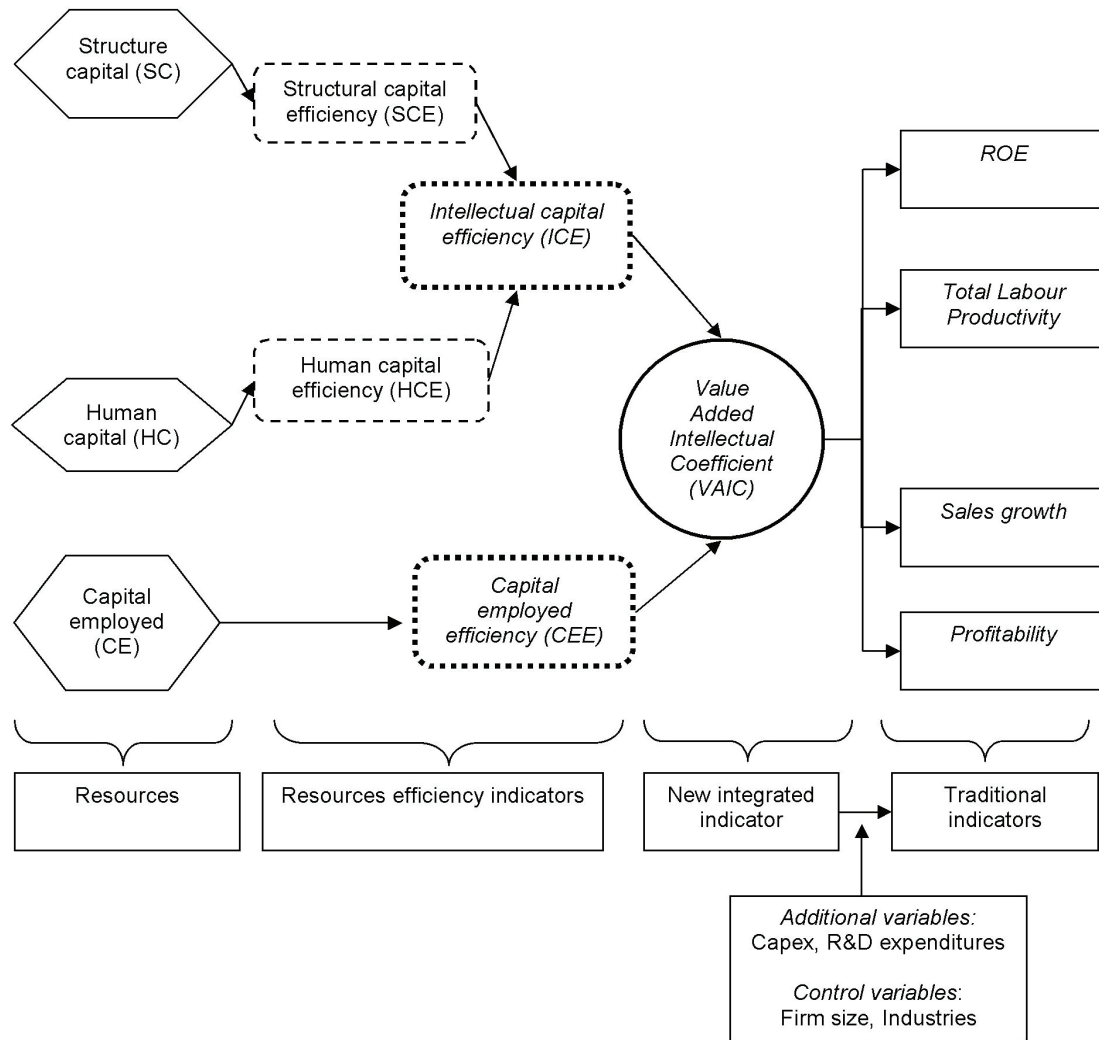 Structure
capital (SC)
Structural capital
efficiency (SCE)
Intellectual capital
efficiency (ICE)
Human capital
efficiency (HCE)
Human
capital (HC)
Capital
employed
(CE)
Capital
employed
efficiency (CEE)
Value
Added
Intellectual
Coefficient
(VAIC)
ROE
Total Labour
Productivity
Sales growth
Profitability
Resources
Resources efficiency indicators
New integrated
indicator
Traditional
indicators
Additional variables:
Capex, R&D expenditures
Control variables:
Firm size, Industries